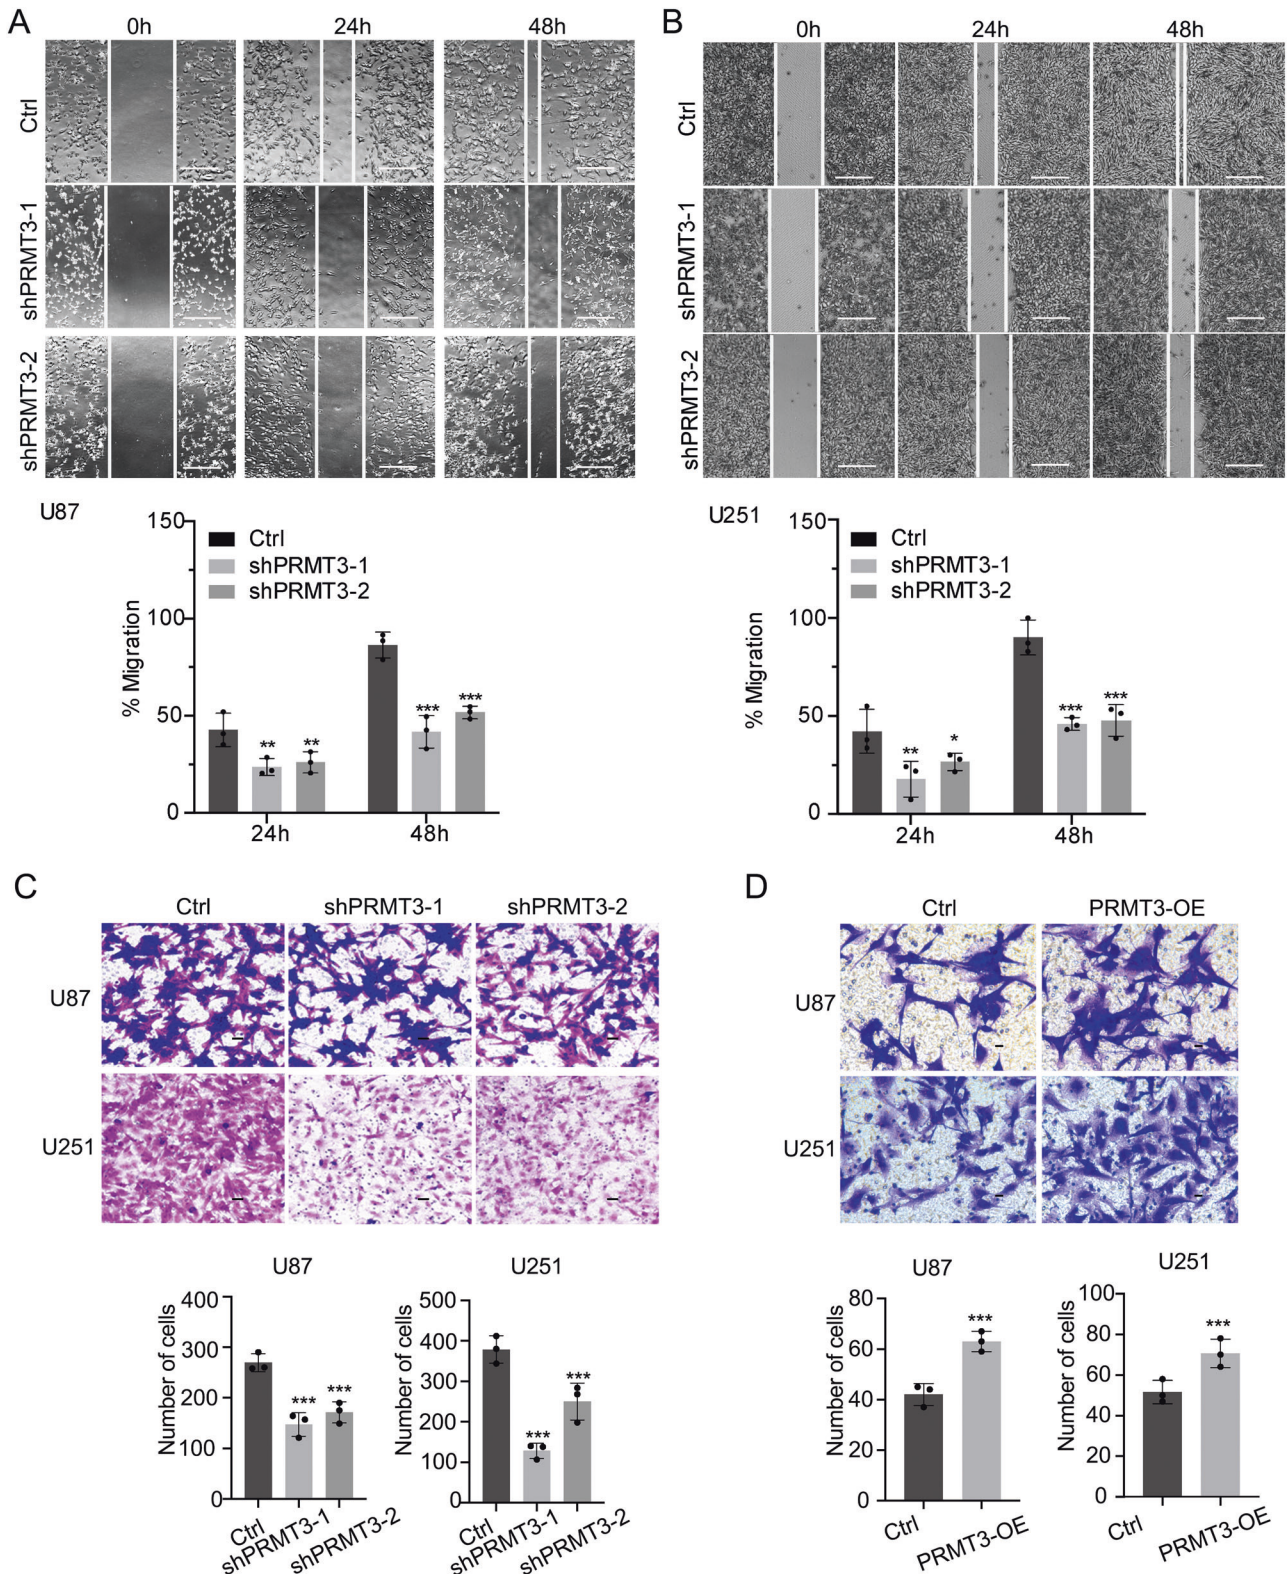 A
0h
24h
48h
Ctrl
shPRMT3-1
shPRMT3-2
B
0h
24h
48h
Ctrl
shPRMT3-1
shPRMT3-2
U87
% Migration
150
100
50
0
Ctrl
shPRMT3-1
shPRMT3-2
** **
*** ***
24h
48h
U251
% Migration
150
100
50
0
Ctrl
shPRMT3-1
shPRMT3-2
** *
*** ***
24h
48h
C
Ctrl
shPRMT3-1
shPRMT3-2
U87
U251
U87
Number of cells
400
300
200
100
0
*** ***
Ctrl
shPRMT3-1
shPRMT3-2
U251
Number of cells
500
400
300
200
100
0
*** ***
Ctrl
shPRMT3-1
shPRMT3-2
D
Ctrl
PRMT3-OE
U87
U251
U87
Number of cells
80
60
40
20
0
***
Ctrl
PRMT3-OE
U251
Number of cells
100
80
60
40
20
0
***
Ctrl
PRMT3-OE